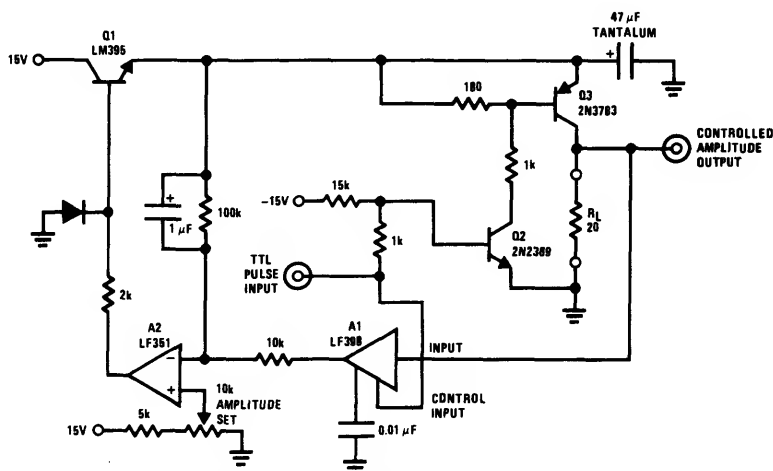 47 μF
TANTALUM
Q1
LM395
15V
+
180
Q3
2N3763
CONTROLLED
AMPLITUDE
OUTPUT
1k
15k
-15V
+
1 μF
100k
1k
Q2
2N2369
RL
20
TTL
PULSE
INPUT
2k
A2
LF351
A1
LF398
INPUT
10k
CONTROL
INPUT
-
+
10k
AMPLITUDE
SET
5k
15V
0.01 μF